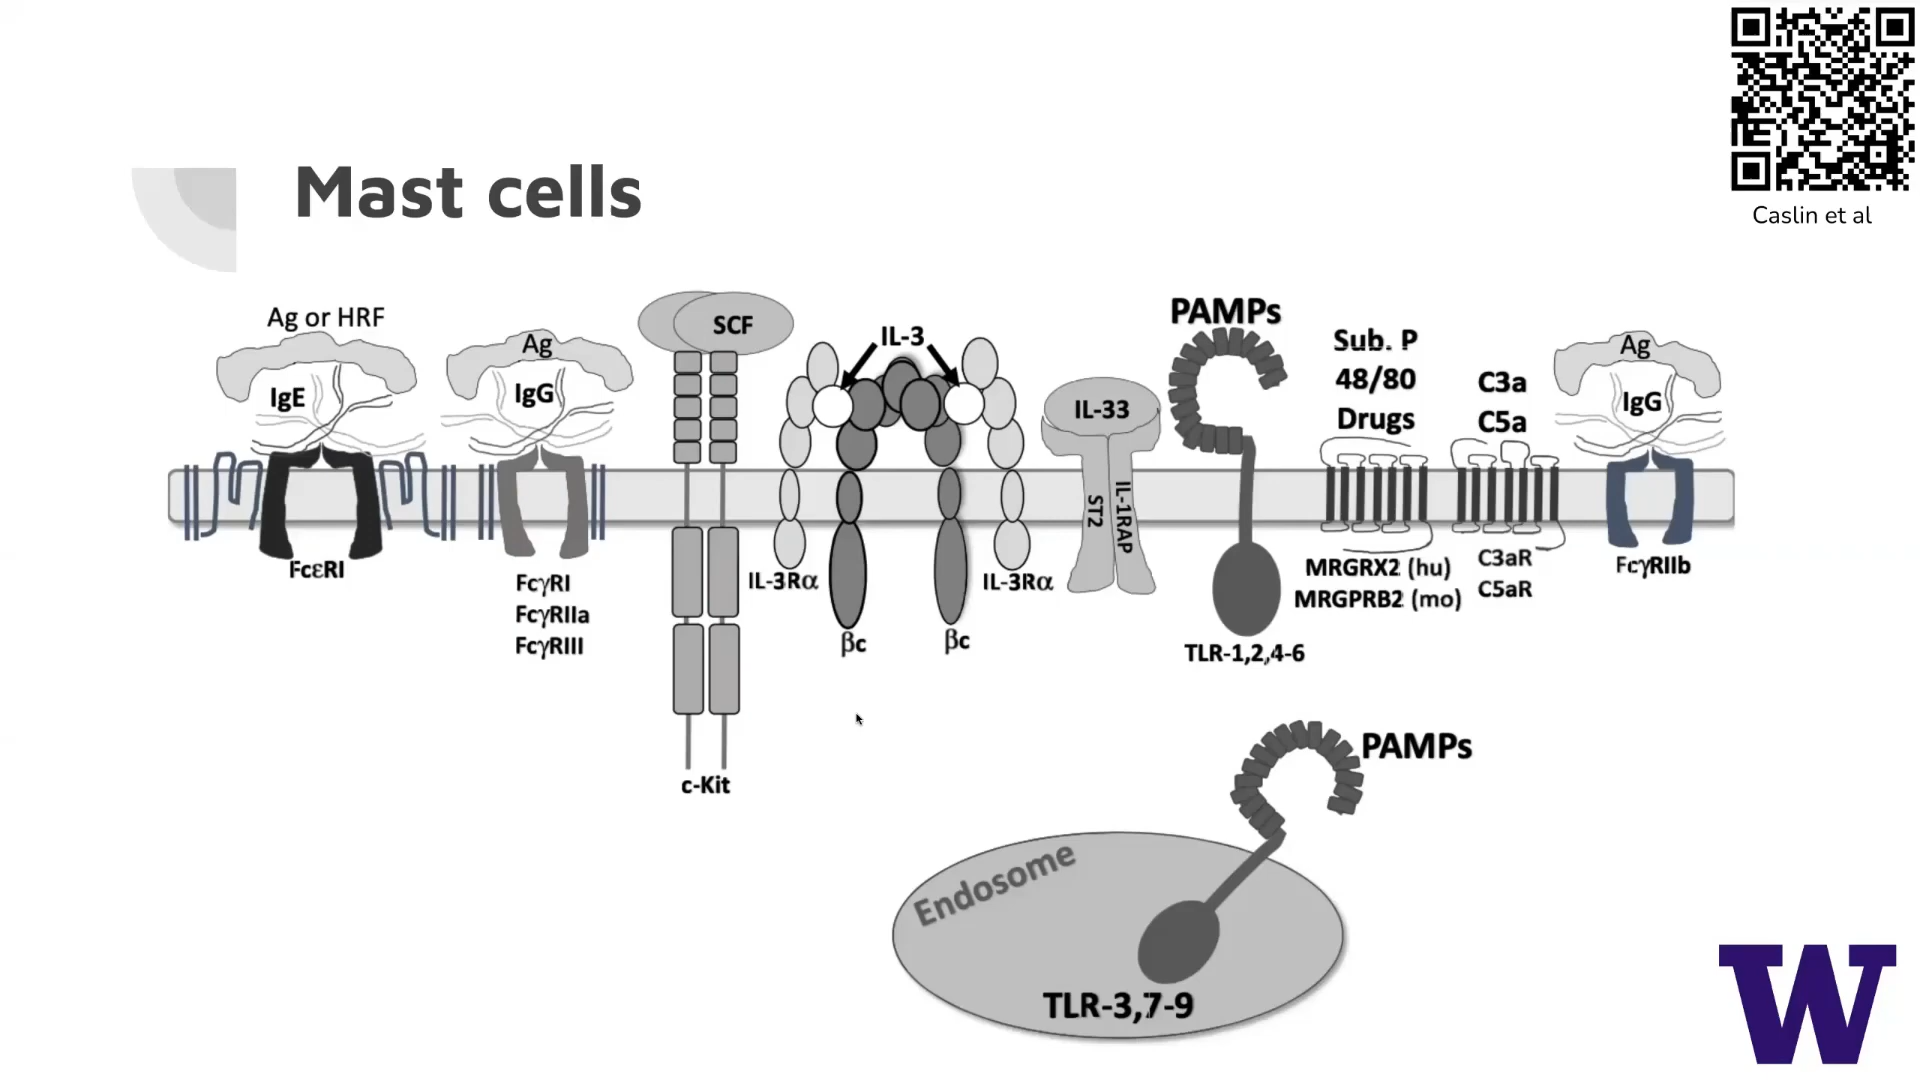 Caslin et al
Mast cells
Ag or HRF
IgE
FcεRI
Ag
IgG
FcγRI
FcγRIIa
FcγRIII
SCF
c-Kit
IL-3
IL-3Rα
βc
βc
IL-3Rα
IL-33
ST2
IL-1RAP
PAMPs
TLR-1,2,4-6
Sub. P
48/80
Drugs
MRGRX2 (hu)
MRGPRB2 (mo)
C3a
C5a
C3aR
C5aR
Ag
IgG
FcγRIIb
PAMPs
Endosome
TLR-3,7-9
W